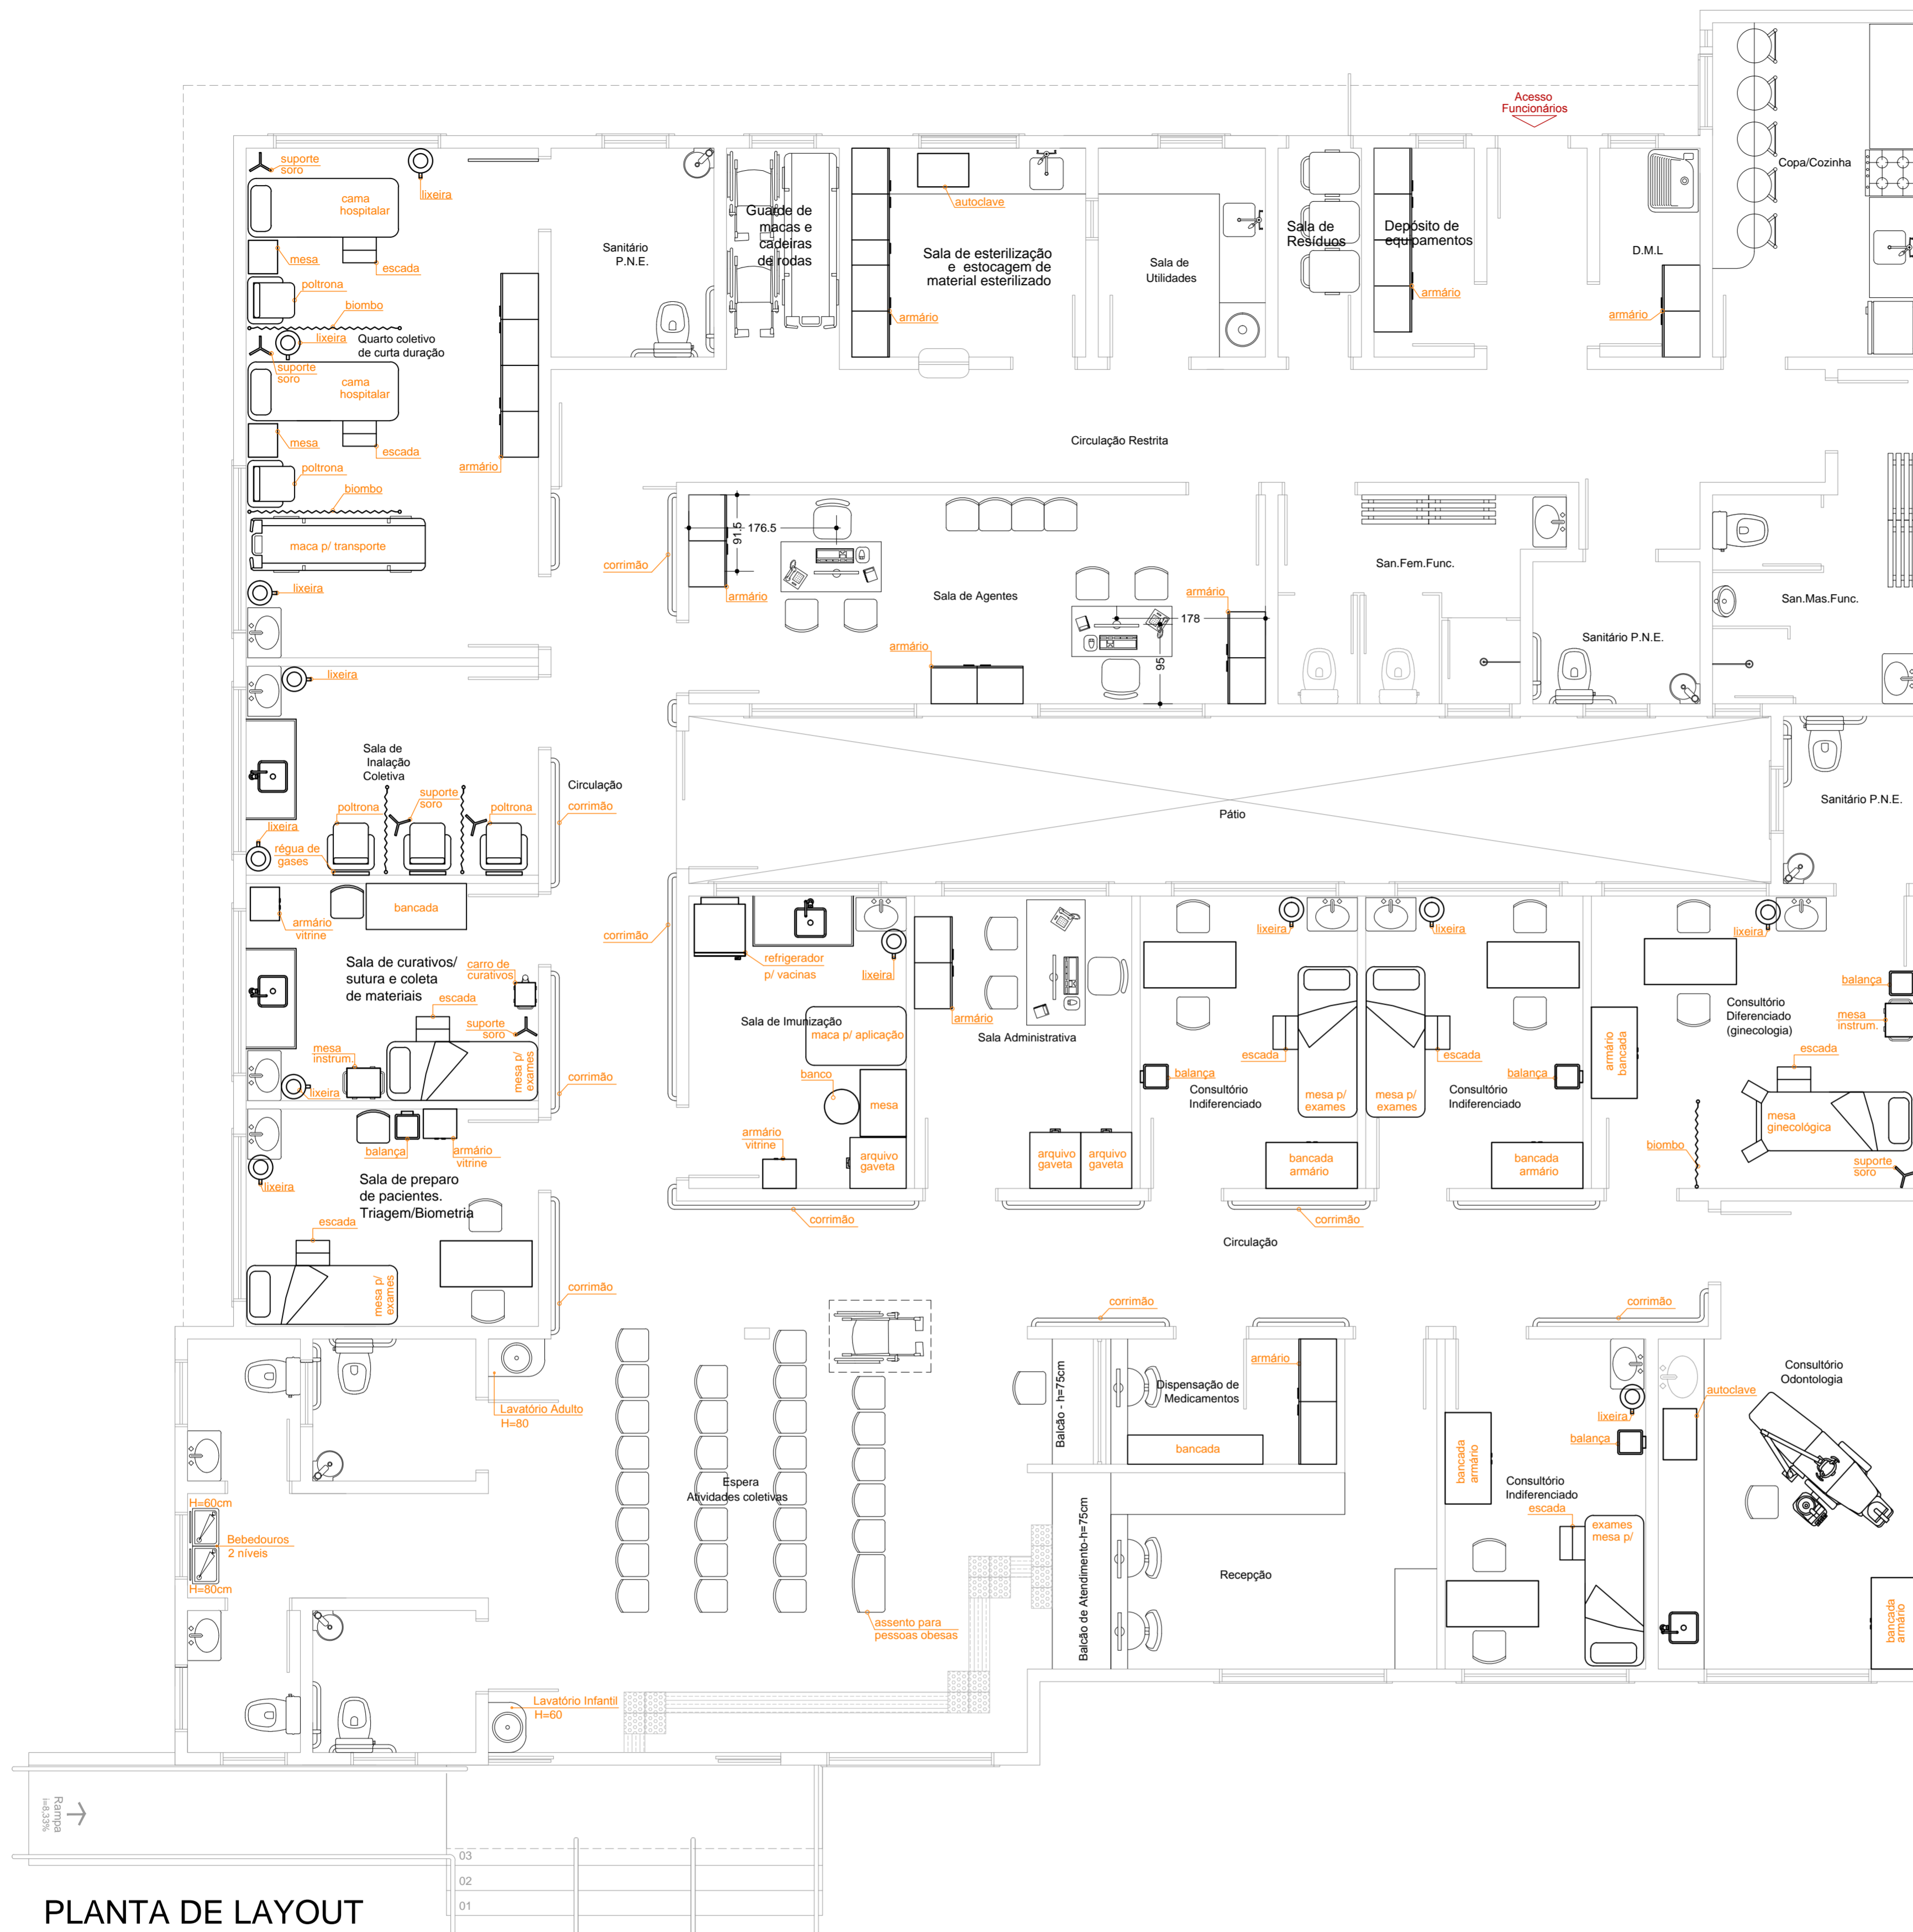 Acesso
Funcionários
suporte
soro
lixeira
cama
hospitalar
mesa
escada
poltrona
biombo
lixeira
Quarto coletivo
de curta duração
suporte
soro
cama
hospitalar
mesa
escada
poltrona
armário
biombo
maca p/ transporte
lixeira
Sanitário
P.N.E.
Guarde de
macas e
cadeiras
de rodas
autoclave
Sala de esterilização
e estocagem de
material esterilizado
armário
Sala de
Utilidades
Sala de
Resíduos
Depósito de
equipamentos
armário
D.M.L
armário
Copa/Cozinha
Circulação Restrita
corrimão
91.5
176.5
armário
Sala de Agentes
armário
armário
178
95
San.Fem.Func.
Sanitário P.N.E.
San.Mas.Func.
lixeira
Sala de
Inalação
Coletiva
suporte
soro
poltrona
poltrona
lixeira
régua de
gases
Circulação
corrimão
Pátio
Sanitário P.N.E.
bancada
armário
vitrine
Sala de curativos/
sutura e coleta
de materiais
carro de
curativos
escada
suporte
soro
mesa
instrum.
lixeira
mesa p/
exames
corrimão
corrimão
refrigerador
p/ vacinas
lixeira
Sala de Imunização
maca p/ aplicação
banco
mesa
armário
vitrine
arquivo
gaveta
armário
Sala Administrativa
arquivo
gaveta
arquivo
gaveta
lixeira
escada
balança
Consultório
Indiferenciado
mesa p/
exames
bancada
armário
lixeira
escada
balança
Consultório
Indiferenciado
mesa p/
exames
bancada
armário
lixeira
armário
bancada
Consultório
Diferenciado
(ginecologia)
balança
mesa
instrum.
escada
mesa
ginecológica
biombo
suporte
soro
balança
armário
vitrine
lixeira
Sala de preparo
de pacientes.
Triagem/Biometria
escada
mesa p/
exames
corrimão
corrimão
corrimão
Circulação
corrimão
corrimão
Lavatório Adulto
H=80
H=60cm
Bebedouros
2 níveis
H=80cm
Espera
Atividades coletivas
assento para
pessoas obesas
Lavatório Infantil
H=60
Balcão - h=75cm
Balcão de Atendimento-h=75cm
armário
Dispensação de
Medicamentos
bancada
Recepção
lixeira
balança
bancada
armário
Consultório
Indiferenciado
escada
exames
mesa p/
Consultório
Odontologia
autoclave
bancada
armário
Rampa
i=8.33%
03
02
01
PLANTA DE LAYOUT